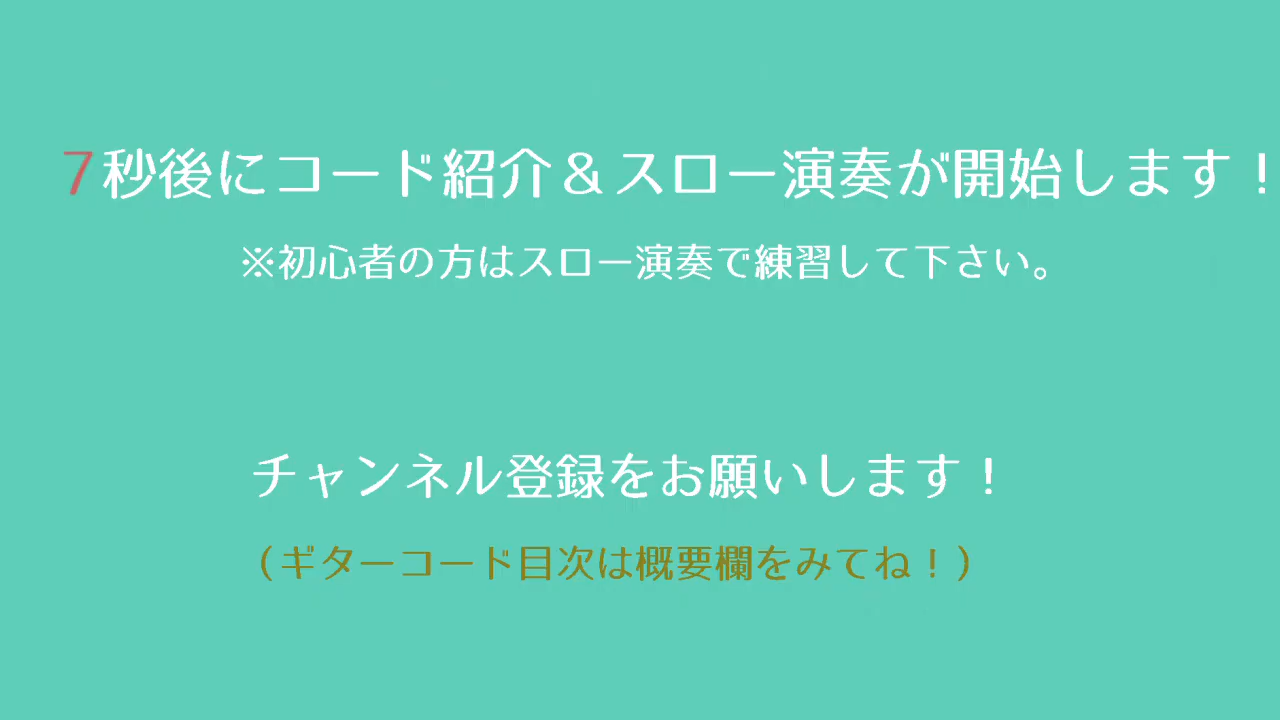 7秒後にコード紹介＆スロー演奏が開始します！
※初心者の方はスロー演奏で練習して下さい。
チャンネル登録をお願いします！
（ギターコード目次は概要欄をみてね！）